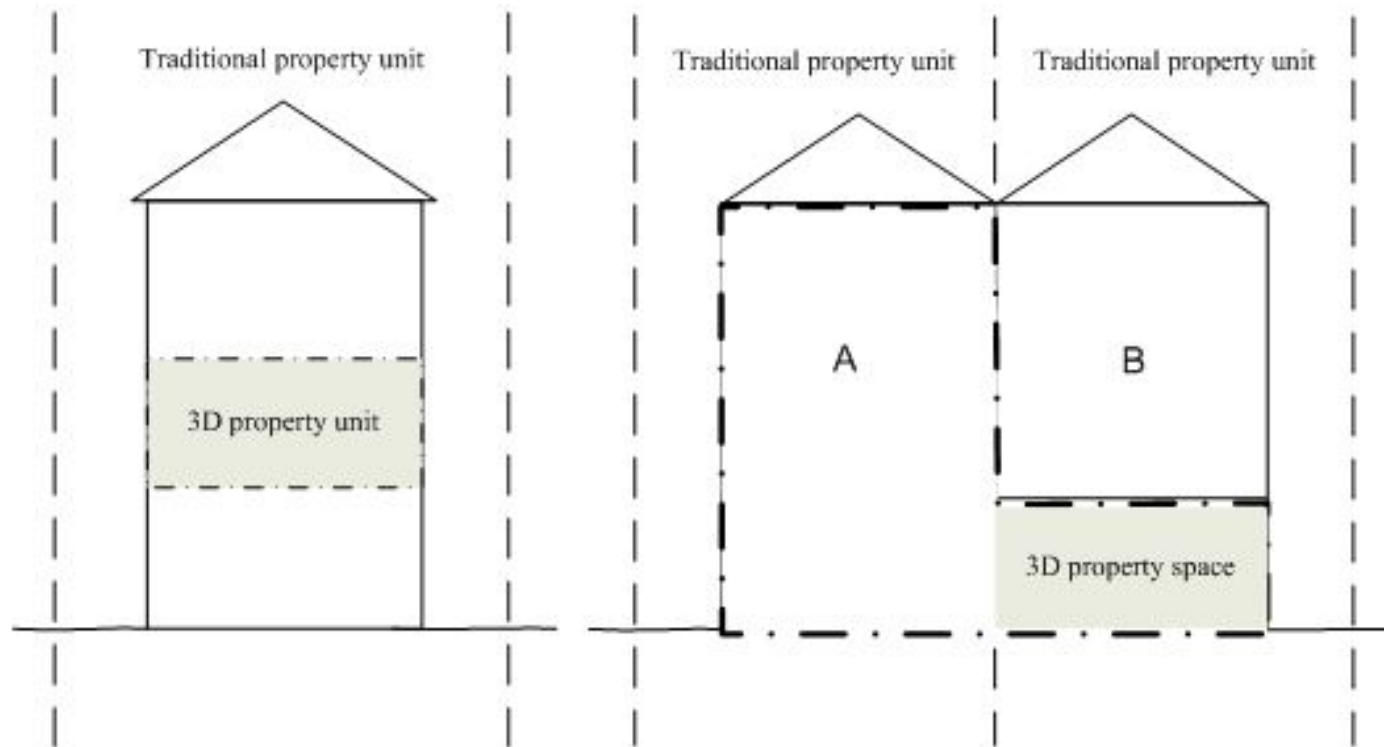 Traditional property unit
3D property unit
Traditional property unit
Traditional property unit
A
B
3D property space